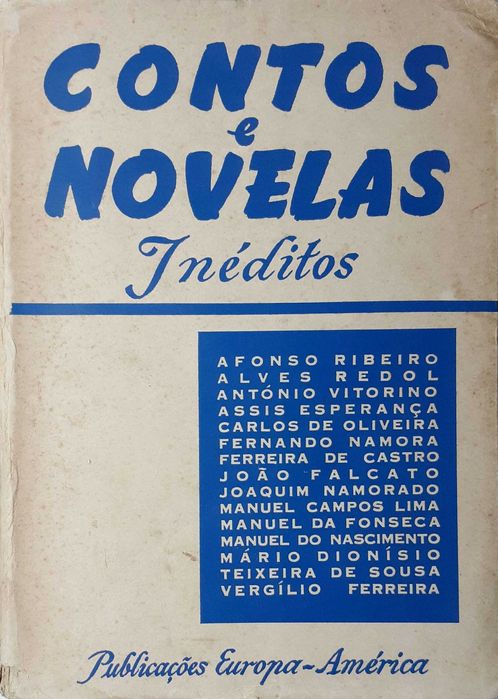 CONTOS
e
NOVELAS
Inéditos
AFONSO RIBEIRO
ALVES REDOL
ANTÓNIO VITORINO
ASSIS ESPERANÇA
CARLOS DE OLIVEIRA
FERNANDO NAMORA
FERREIRA DE CASTRO
JOÃO FALCATO
JOAQUIM NAMORADO
MANUEL CAMPOS LIMA
MANUEL DA FONSECA
MANUEL DO NASCIMENTO
MÁRIO DIONÍSIO
TEIXEIRA DE SOUSA
VERGÍLIO FERREIRA
Publicações Europa-América